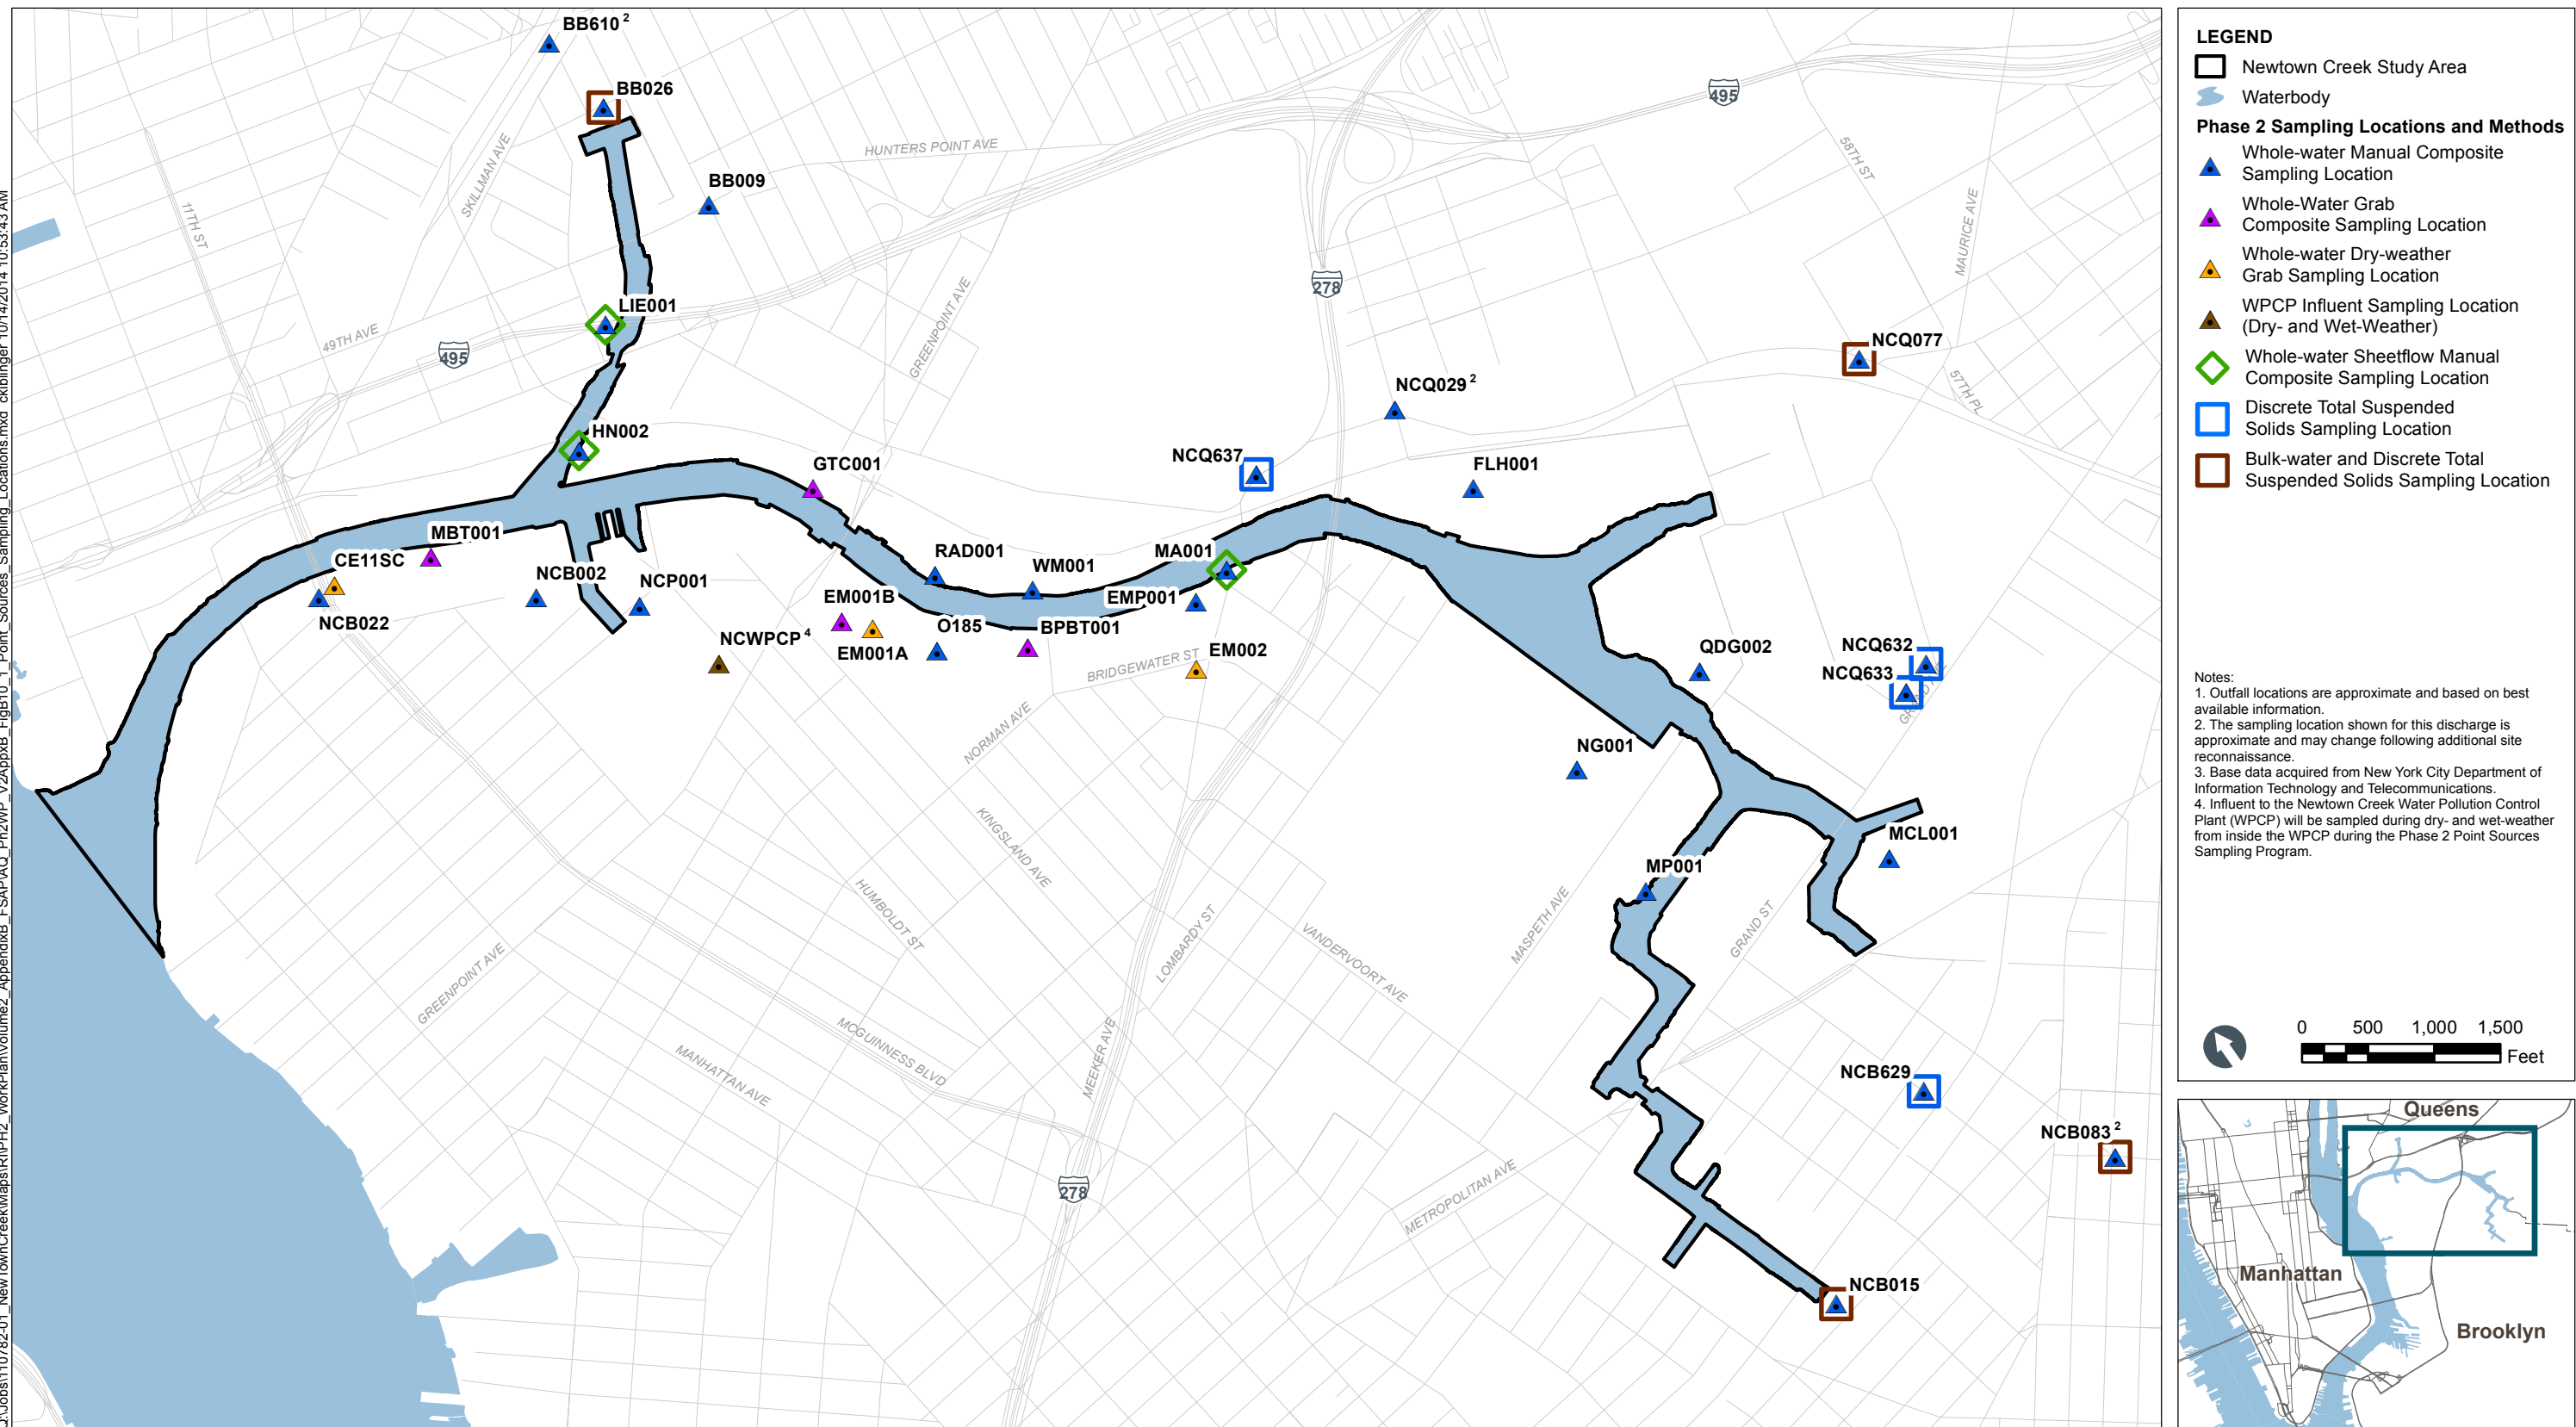 BB610 2
BB026
SKILLMAN AVE
HUNTERS POINT AVE
495
58TH ST
BB009
11TH ST
MAURICE AVE
278
GREENPOINT AVE
LIE001
49TH AVE
495
NCQ077
57TH PL
NCQ029 2
HN002
NCQ637
GTC001
FLH001
MBT001
CE11SC
NCB002
NCP001
RAD001
WM001
MA001
EM001B
EMP001
NCB022
O185
BPBT001
NCWPCP 4
EM001A
BRIDGEWATER ST
EM002
QDG002
NCQ632
NCQ633
NORMAN AVE
NG001
KINGSLAND AVE
MCL001
MP001
HUMBOLDT ST
LOMBARDY ST
VANDERVOORT AVE
MASPETH AVE
GRAND ST
GREENPOINT AVE
MCGUINNESS BLVD
MANHATTAN AVE
MEEKER AVE
NCB629
NCB083 2
278
METROPOLITAN AVE
NCB015
LEGEND
Newtown Creek Study Area
Waterbody
Phase 2 Sampling Locations and Methods
Whole-water Manual Composite
Sampling Location
Whole-Water Grab
Composite Sampling Location
Whole-water Dry-weather
Grab Sampling Location
WPCP Influent Sampling Location
(Dry- and Wet-Weather)
Whole-water Sheetflow Manual
Composite Sampling Location
Discrete Total Suspended
Solids Sampling Location
Bulk-water and Discrete Total
Suspended Solids Sampling Location
Notes:
1. Outfall locations are approximate and based on best
available information.
2. The sampling location shown for this discharge is
approximate and may change following additional site
reconnaissance.
3. Base data acquired from New York City Department of
Information Technology and Telecommunications.
4. Influent to the Newtown Creek Water Pollution Control
Plant (WPCP) will be sampled during dry- and wet-weather
from inside the WPCP during the Phase 2 Point Sources
Sampling Program.
0 500 1,000 1,500
Feet
Queens
Manhattan
Brooklyn